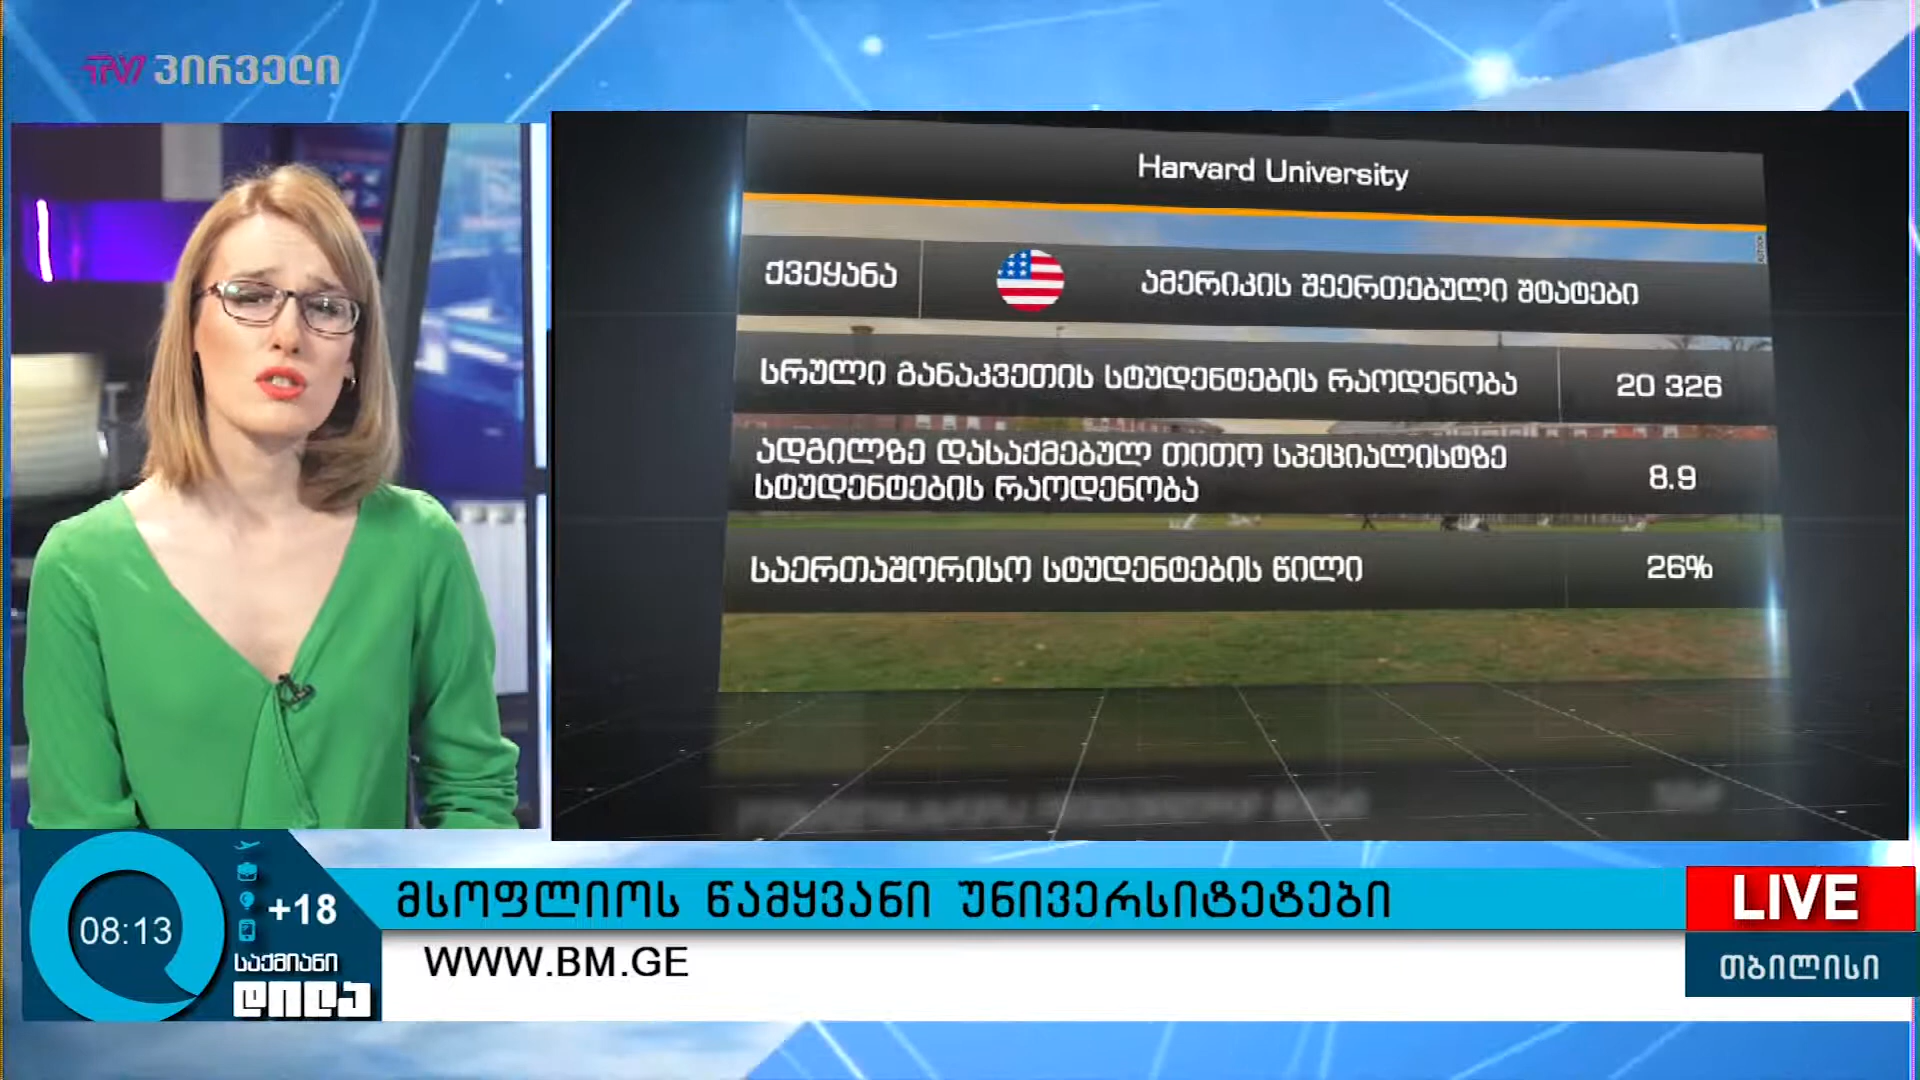 TV პირველი
Harvard University
ქვეყანა
ამერიკის შეერთებული შტატები
სრული განაკვეთის სტუდენტების რაოდენობა
20 326
ადგილზე დასაქმებულ თითო სპეციალისტზე
სტუდენტების რაოდენობა
8.9
საერთაშორისო სტუდენტების წილი
26%
08:13
+18
საქმიანი
დილა
მსოფლიოს წამყვანი უნივერსიტეტები
WWW.BM.GE
LIVE
თბილისი